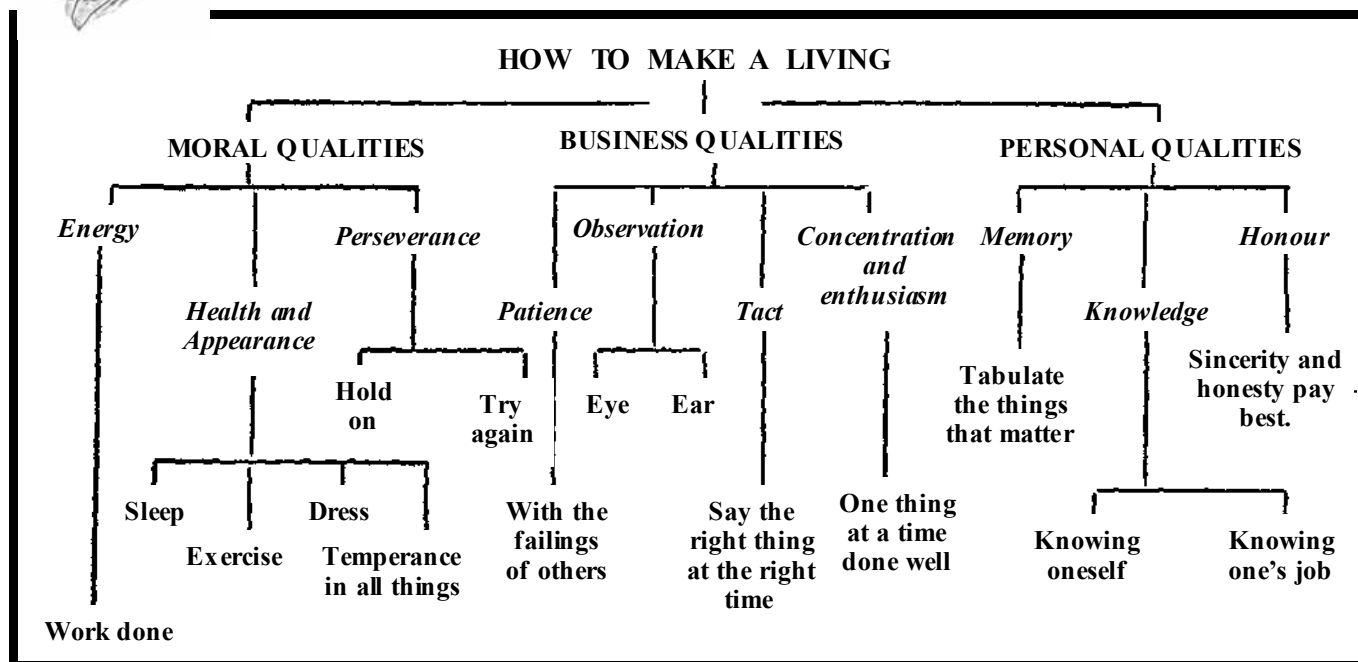 HOW TO MAKE A LIVING
MORAL QUALITIES
BUSINESS QUALITIES
PERSONAL QUALITIES
Energy
Health and
Appearance
Perseverance
Patience
Observation
Tact
Concentration
and
enthusiasm
Memory
Knowledge
Honour
Work done
Sleep
Exercise
Dress
Temperance
in all things
Hold
on
Try
again
With the
failings
of others
Eye
Ear
Say the
right thing
at the right
time
One thing
at a time
done well
Tabulate
the things
that matter
Knowing
oneself
Knowing
one's job
Sincerity and
honesty pay
best.